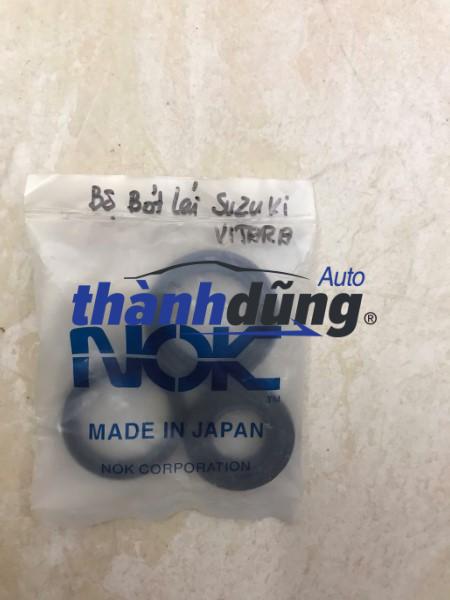 Bộ Bót lái SUZUKI
VITARA
Auto
thànhdũng®
NOK
TM
MADE IN JAPAN
NOK CORPORATION